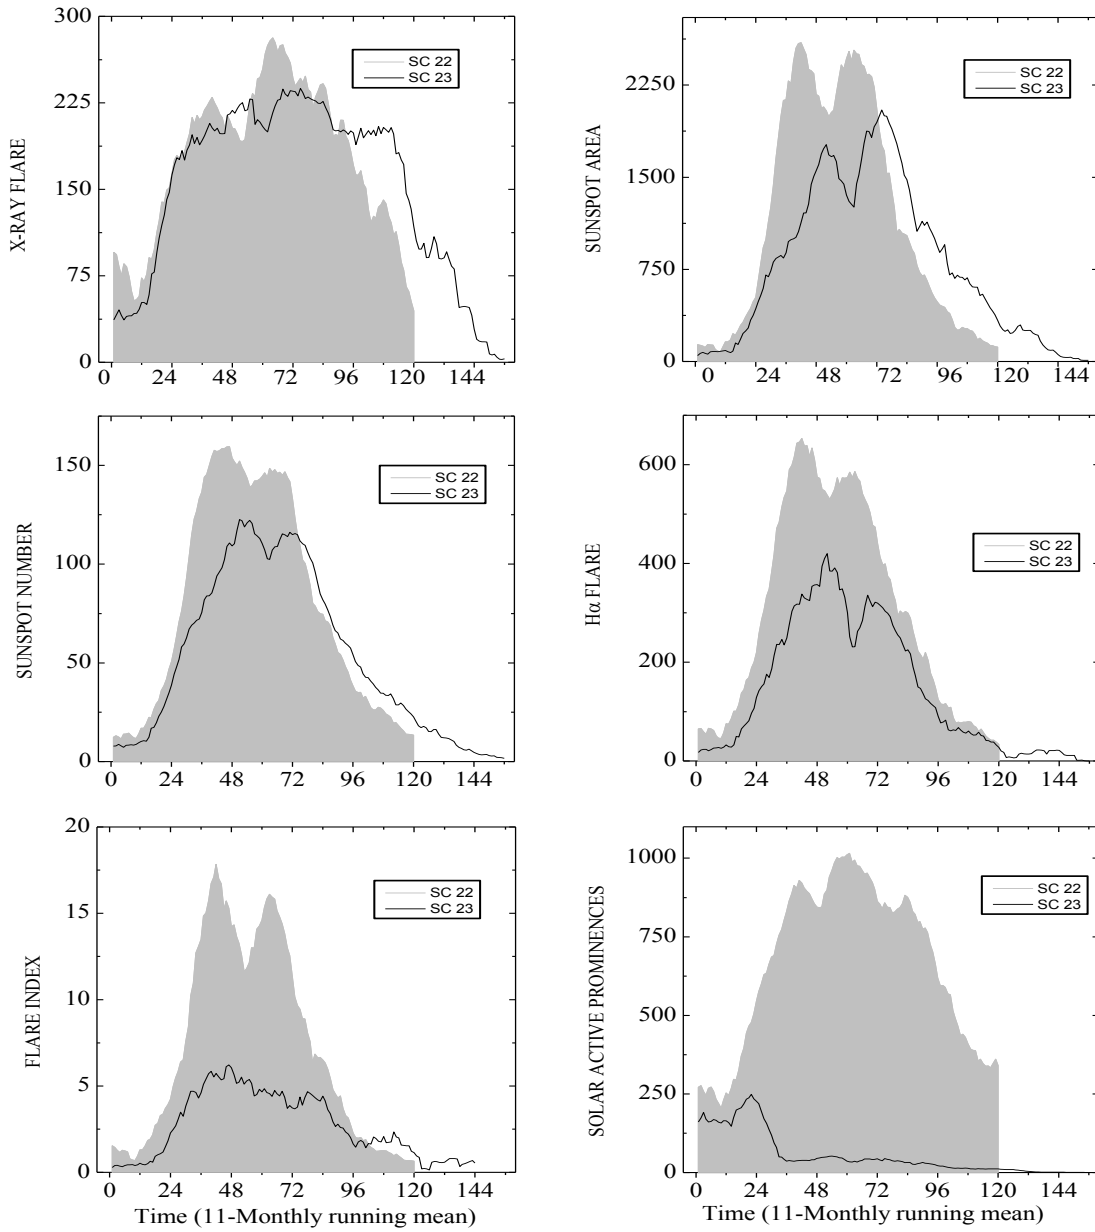 X-RAY FLARE
300
225
150
75
0
SC 22
SC 23
0 24 48 72 96 120 144
SUNSPOT AREA
2250
1500
750
0
SC 22
SC 23
0 24 48 72 96 120 144
SUNSPOT NUMBER
150
100
50
0
SC 22
SC 23
0 24 48 72 96 120 144
Hα FLARE
600
400
200
0
SC 22
SC 23
0 24 48 72 96 120 144
FLARE INDEX
20
15
10
5
0
SC 22
SC 23
0 24 48 72 96 120 144
Time (11-Monthly running mean)
SOLAR ACTIVE PROMINENCES
1000
750
500
250
0
SC 22
SC 23
0 24 48 72 96 120 144
Time (11-Monthly running mean)